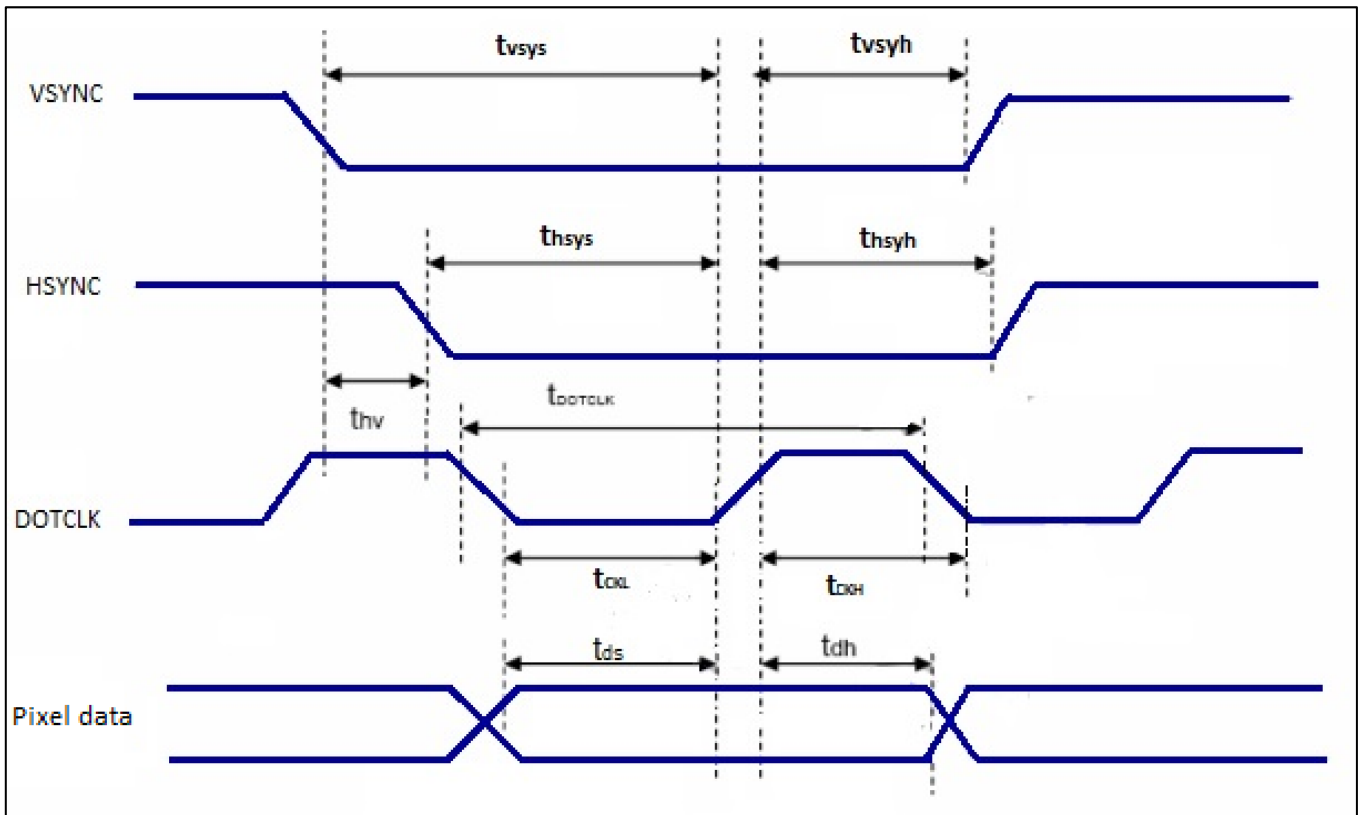 tvsys tvsyh
VSYNC
thsys thsyh
HSYNC
tDOTCLK
thv
DOTCLK
tCKL tCKH
tds tdh
Pixel data